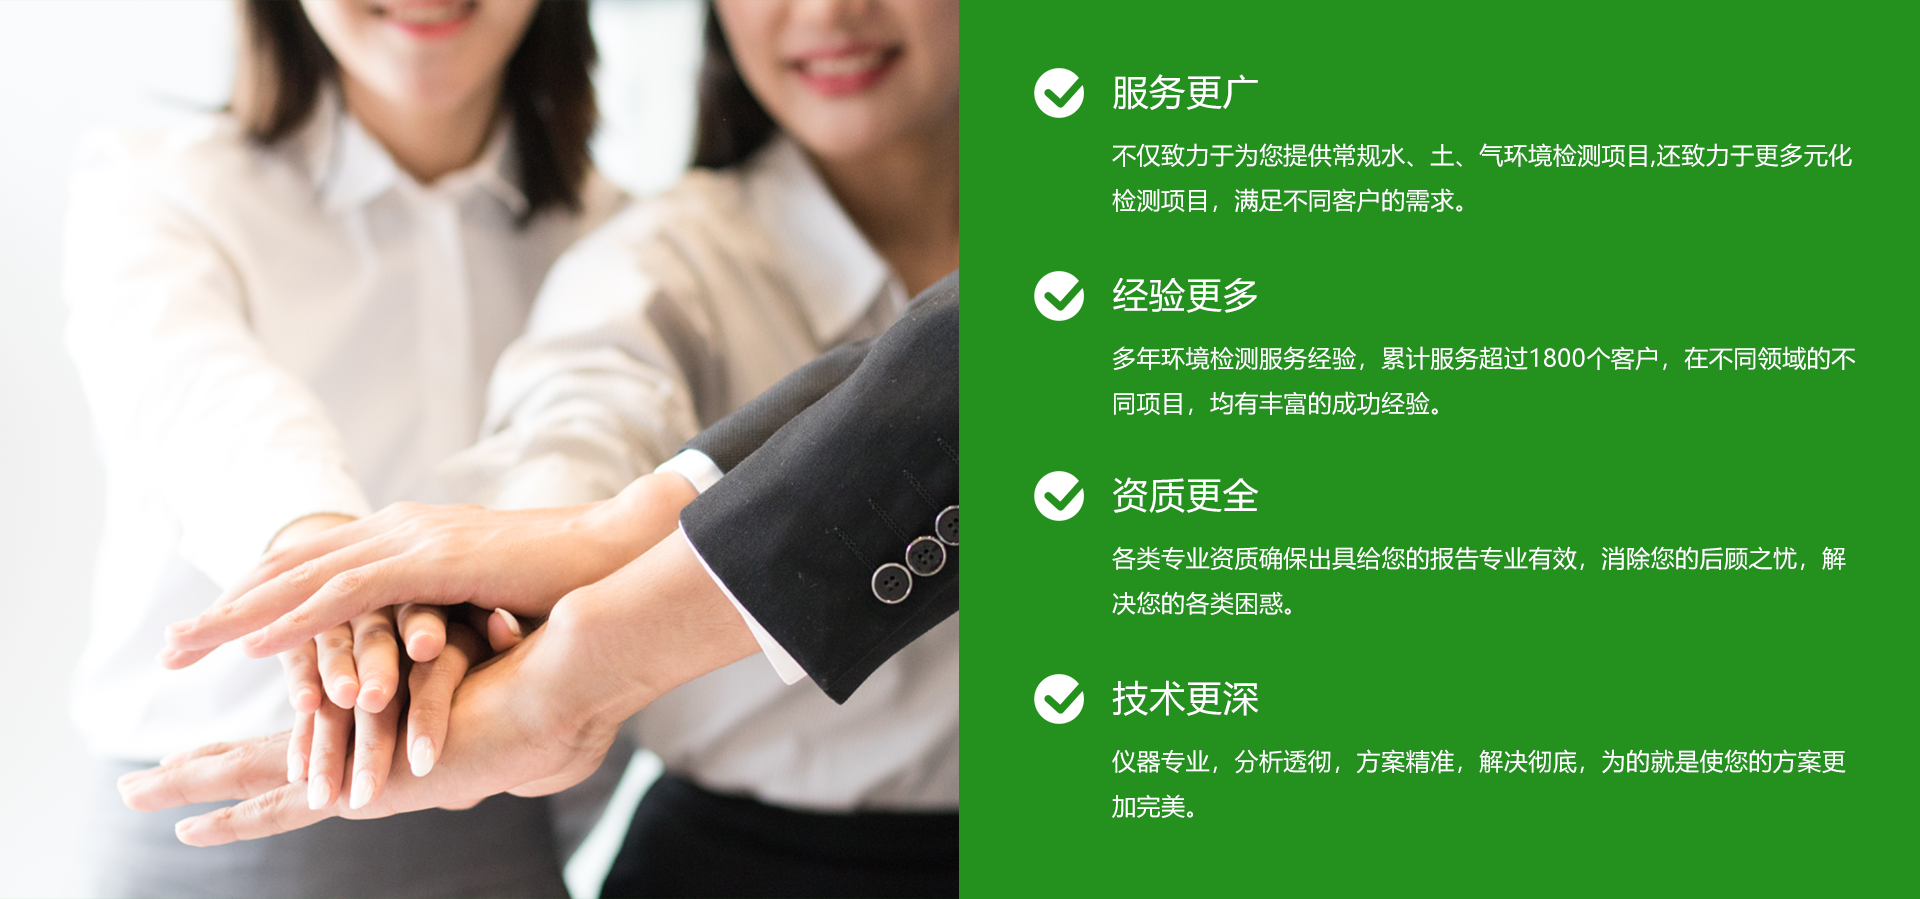 服务更广
不仅致力于为您提供常规水、土、气环境检测项目,还致力于更多元化
检测项目，满足不同客户的需求。
经验更多
多年环境检测服务经验，累计服务超过1800个客户，在不同领域的不
同项目，均有丰富的成功经验。
资质更全
各类专业资质确保出具给您的报告专业有效，消除您的后顾之忧，解
决您的各类困惑。
技术更深
仪器专业，分析透彻，方案精准，解决彻底，为的就是使您的方案更
加完美。